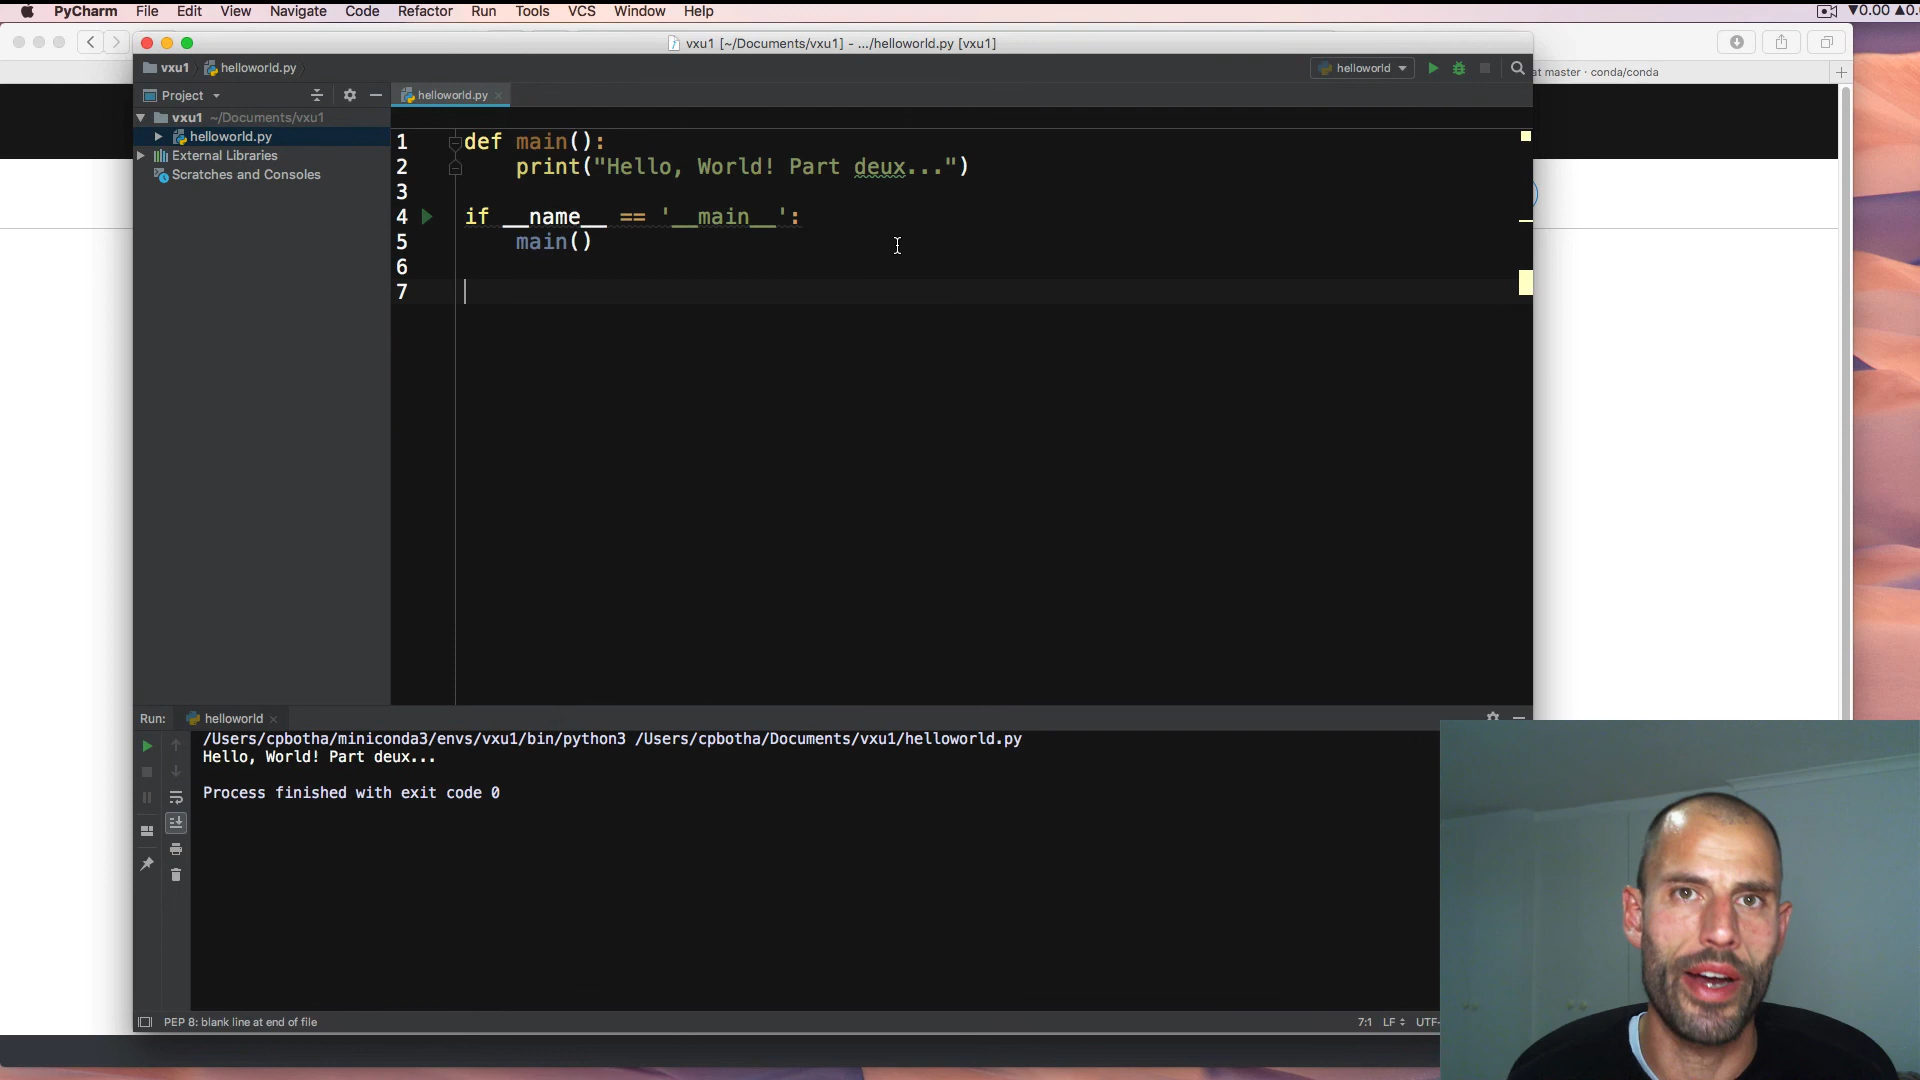 PyCharm File Edit View Navigate Code Refactor Run Tools VCS Window Help
▼0.00 ▲0.
vxu1 [~/Documents/vxu1] - .../helloworld.py [vxu1]
vxu1 helloworld.py
helloworld
at master · conda/conda
Project
helloworld.py
vxu1 ~/Documents/vxu1
helloworld.py
External Libraries
Scratches and Consoles
1 def main():
2 print("Hello, World! Part deux...")
3
4 if __name__ == '__main__':
5 main()
6
7
Run: helloworld
/Users/cpbotha/miniconda3/envs/vxu1/bin/python3 /Users/cpbotha/Documents/vxu1/helloworld.py
Hello, World! Part deux...
Process finished with exit code 0
PEP 8: blank line at end of file
7:1 LF UTF-